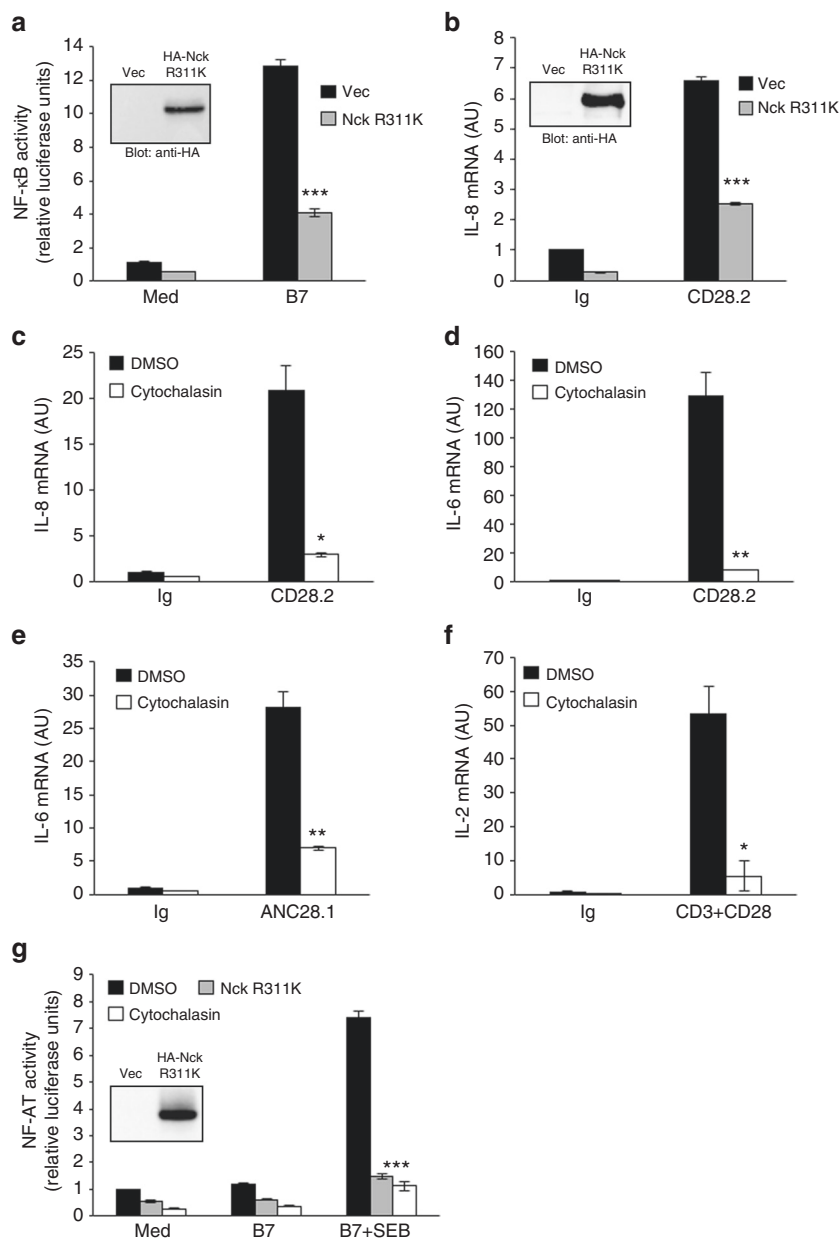 a
NF-κB activity
(relative luciferase units)
14
12
10
8
6
4
2
0
Vec
HA-Nck
R311K
Blot: anti-HA
Vec
Nck R311K
***
Med
B7
b
IL-8 mRNA (AU)
8
7
6
5
4
3
2
1
0
Vec
HA-Nck
R311K
Blot: anti-HA
Vec
Nck R311K
***
Ig
CD28.2
c
IL-8 mRNA (AU)
25
20
15
10
5
0
DMSO
Cytochalasin
*
Ig
CD28.2
d
IL-6 mRNA (AU)
160
140
120
100
80
60
40
20
0
DMSO
Cytochalasin
**
Ig
CD28.2
e
IL-6 mRNA (AU)
35
30
25
20
15
10
5
0
DMSO
Cytochalasin
**
Ig
ANC28.1
f
IL-2 mRNA (AU)
70
60
50
40
30
20
10
0
DMSO
Cytochalasin
*
Ig
CD3+CD28
g
NF-AT activity
(relative luciferase units)
9
8
7
6
5
4
3
2
1
0
DMSO
Nck R311K
Cytochalasin
Vec
HA-Nck
R311K
***
Med
B7
B7+SEB